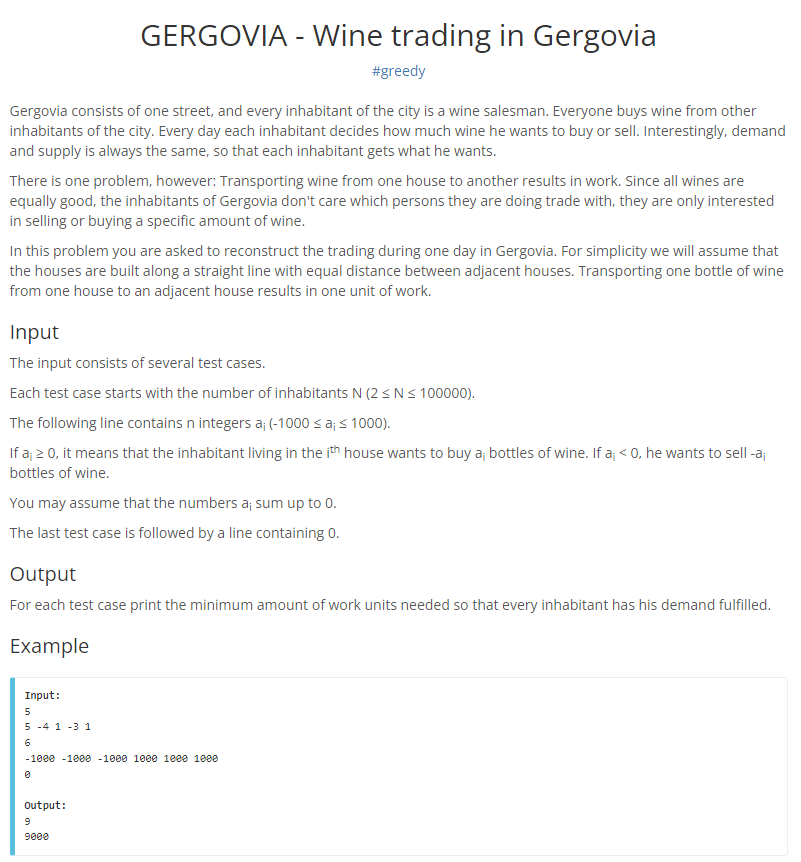 GERGOVIA - Wine trading in Gergovia
#greedy
Gergovia consists of one street, and every inhabitant of the city is a wine salesman. Everyone buys wine from other
inhabitants of the city. Every day each inhabitant decides how much wine he wants to buy or sell. Interestingly, demand
and supply is always the same, so that each inhabitant gets what he wants.
There is one problem, however: Transporting wine from one house to another results in work. Since all wines are
equally good, the inhabitants of Gergovia don't care which persons they are doing trade with, they are only interested
in selling or buying a specific amount of wine.
In this problem you are asked to reconstruct the trading during one day in Gergovia. For simplicity we will assume that
the houses are built along a straight line with equal distance between adjacent houses. Transporting one bottle of wine
from one house to an adjacent house results in one unit of work.
Input
The input consists of several test cases.
Each test case starts with the number of inhabitants N (2 ≤ N ≤ 100000).
The following line contains n integers aᵢ (-1000 ≤ aᵢ ≤ 1000).
If aᵢ ≥ 0, it means that the inhabitant living in the iᵗʰ house wants to buy aᵢ bottles of wine. If aᵢ < 0, he wants to sell -aᵢ
bottles of wine.
You may assume that the numbers aᵢ sum up to 0.
The last test case is followed by a line containing 0.
Output
For each test case print the minimum amount of work units needed so that every inhabitant has his demand fulfilled.
Example
Input:
5
5 -4 1 -3 1
6
-1000 -1000 -1000 1000 1000 1000
0
Output:
9
9000